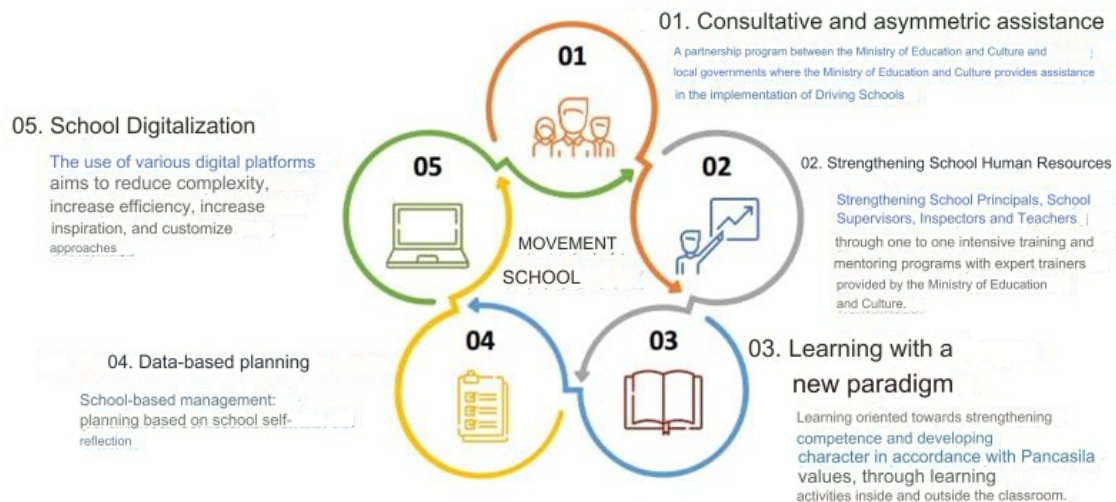 01. Consultative and asymmetric assistance
A partnership program between the Ministry of Education and Culture and
local governments where the Ministry of Education and Culture provides assistance
in the implementation of Driving Schools
01
02
02. Strengthening School Human Resources
Strengthening School Principals, School
Supervisors, Inspectors and Teachers
through one to one intensive training and
mentoring programs with expert trainers
provided by the Ministry of Education
and Culture.
03
03. Learning with a
new paradigm
Learning oriented towards strengthening
competence and developing
character in accordance with Pancasila
values, through learning
activities inside and outside the classroom.
04
04. Data-based planning
School-based management:
planning based on school self-
reflection
05
05. School Digitalization
The use of various digital platforms
aims to reduce complexity,
increase efficiency, increase
inspiration, and customize
approaches
MOVEMENT
SCHOOL